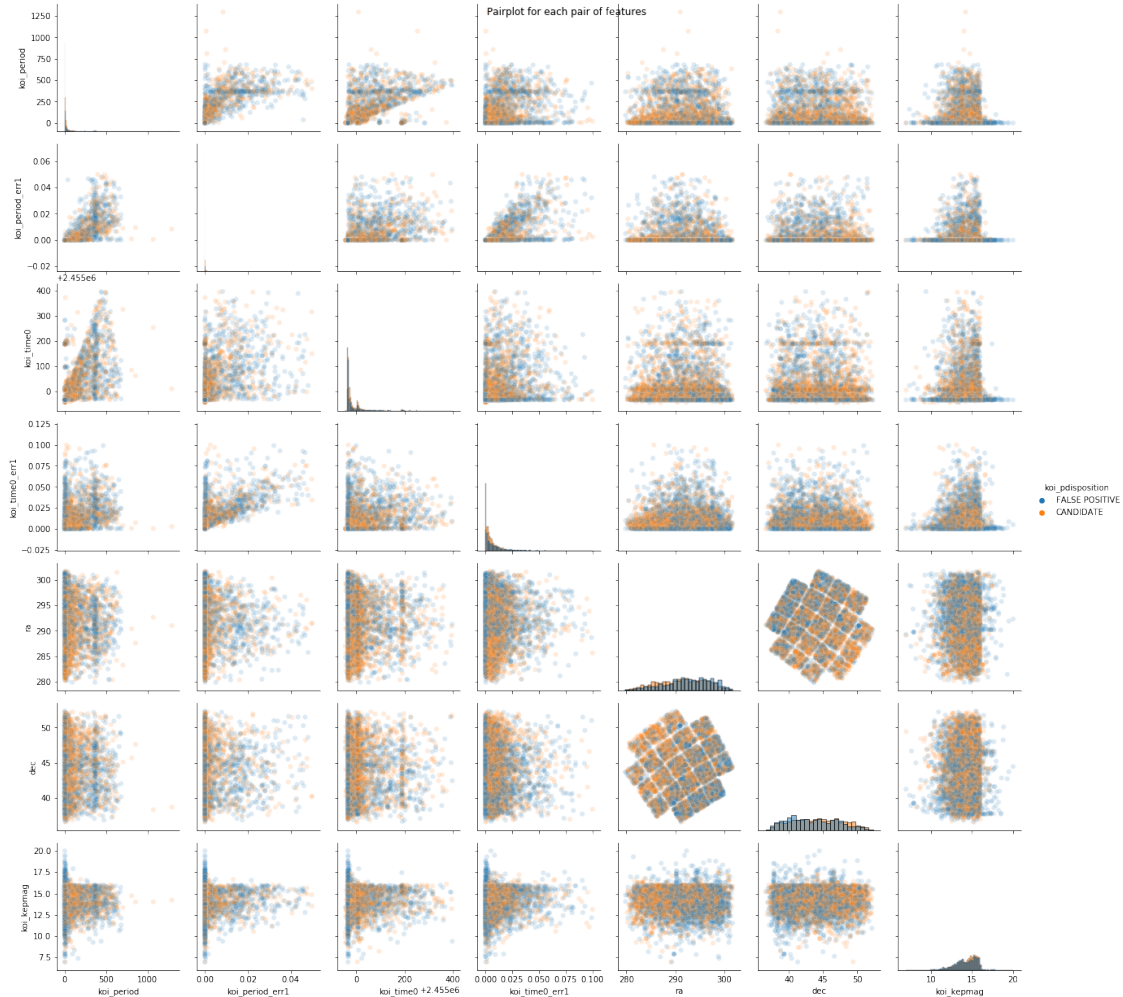 Pairplot for each pair of features
koi_period
1250
1000
750
500
250
0
koi_period_err1
0.06
0.04
0.02
0.00
−0.02
+2.455e6
koi_time0
400
300
200
100
0
koi_time0_err1
0.125
0.100
0.075
0.050
0.025
0.000
−0.025
koi_pdisposition
FALSE POSITIVE
CANDIDATE
ra
300
295
290
285
280
dec
50
45
40
koi_kepmag
20.0
17.5
15.0
12.5
10.0
7.5
0 500 1000
koi_period
0.00 0.02 0.04
koi_period_err1
0 200 400
koi_time0 +2.455e6
0.000 0.025 0.050 0.075 0.100
koi_time0_err1
280 290 300
ra
40 45 50
dec
10 15 20
koi_kepmag